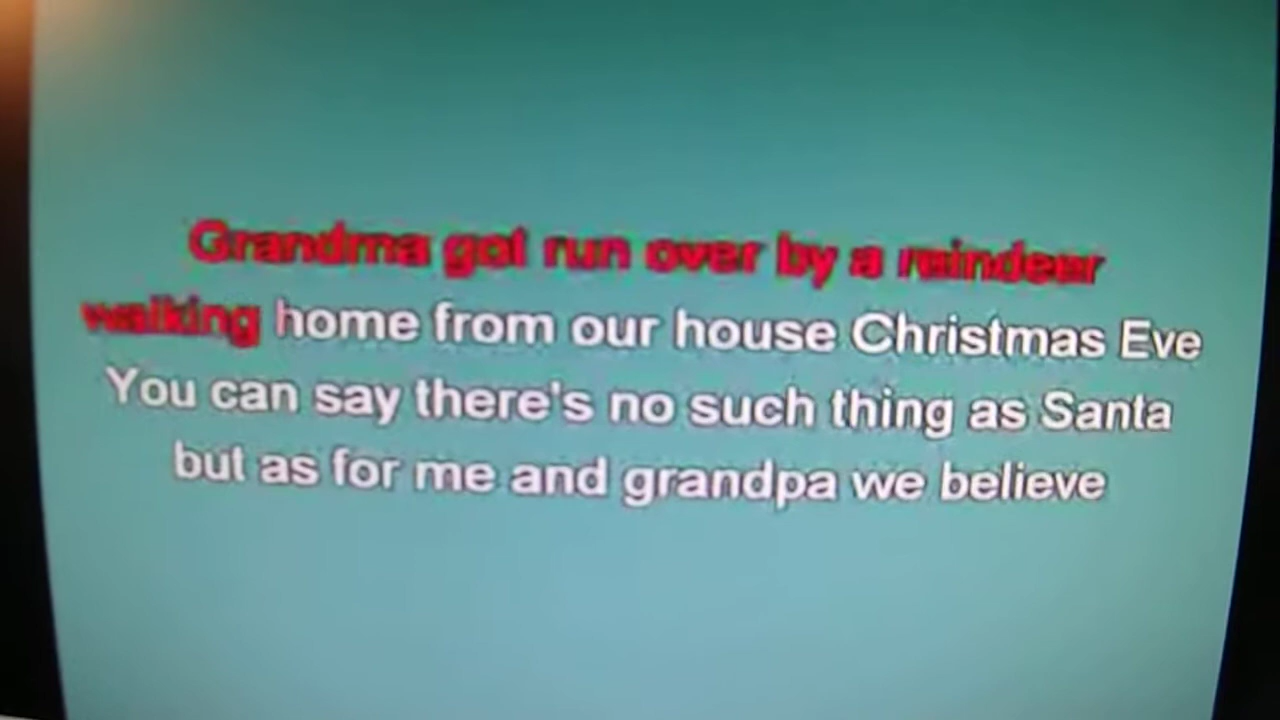 Grandma got run over by a reindeer
walking home from our house Christmas Eve
You can say there's no such thing as Santa
but as for me and grandpa we believe